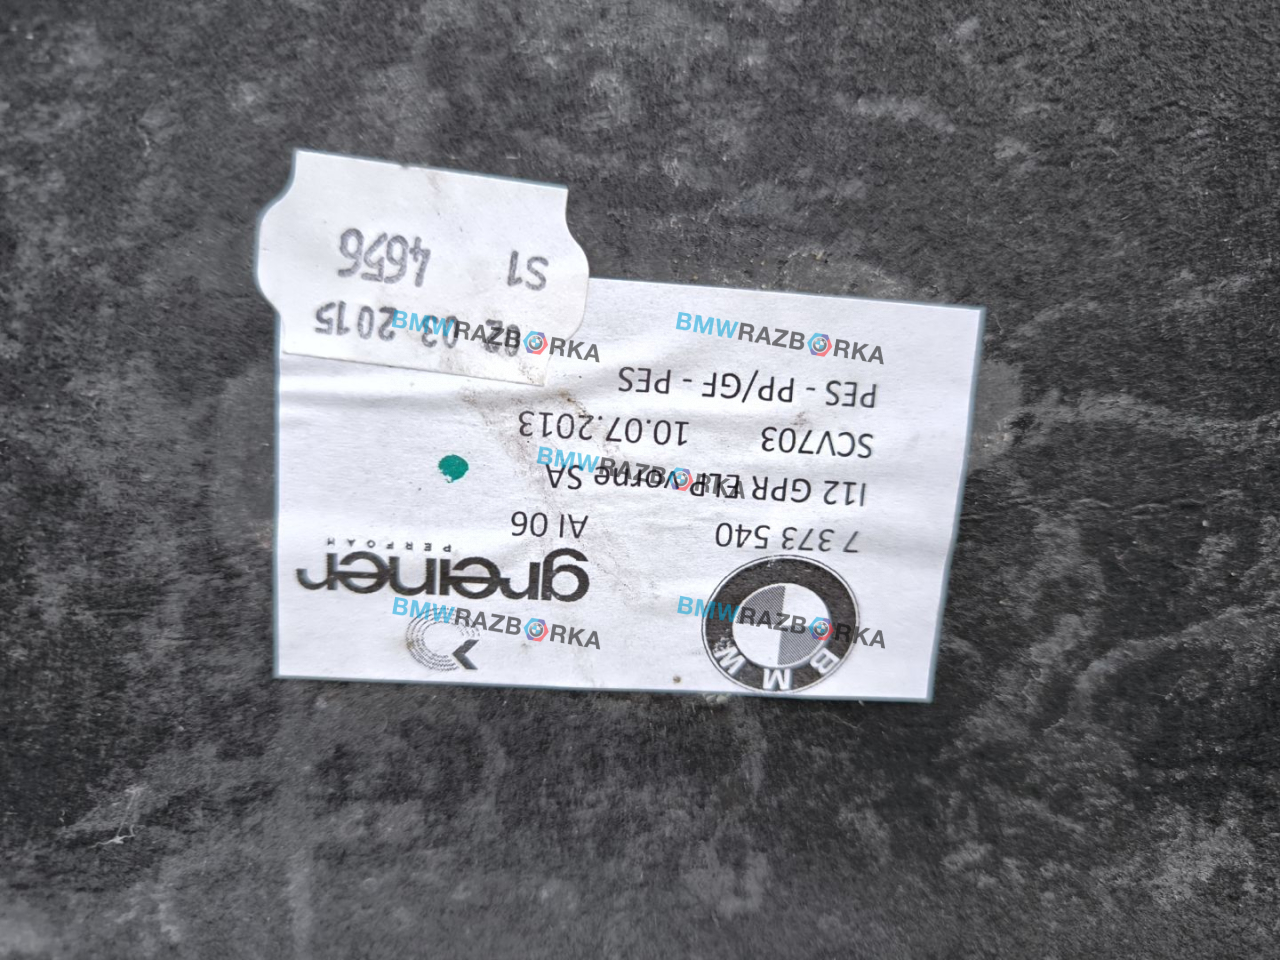 BMW
greiner
PERFOAM
7 373 540 AI 06
I12 GPR ELP vorne SA
SCV703 10.07.2013
PES - PP/GF - PES
02 03 2015
S1 4656
BMWRAZBORKA
BMWRAZBORKA
BMWRAZBORKA
BMWRAZBORKA
BMWRAZBORKA